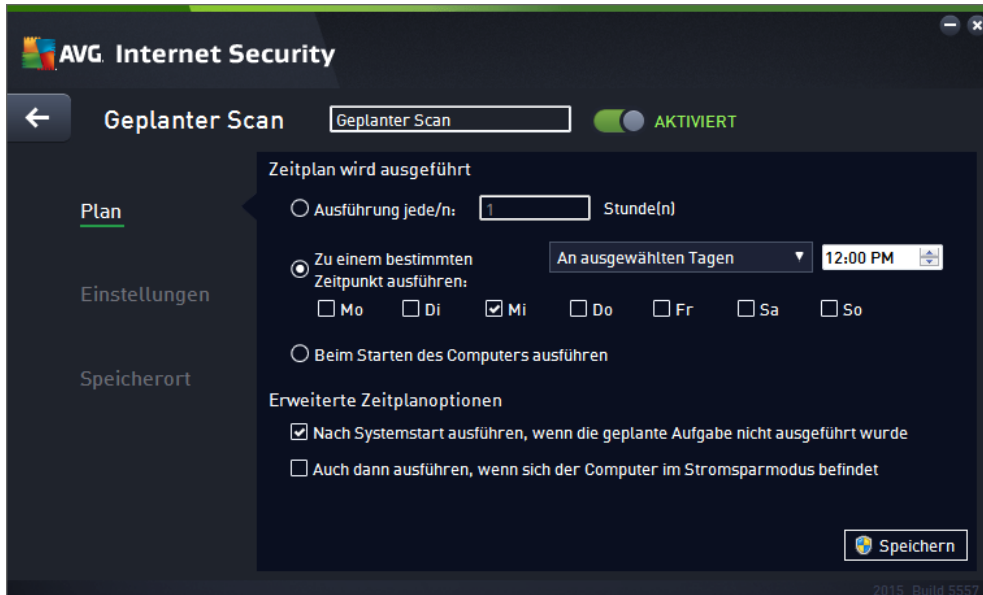 AVG Internet Security
Geplanter Scan
Geplanter Scan
AKTIVIERT
Plan
Einstellungen
Speicherort
Zeitplan wird ausgeführt
Ausführung jede/n:
1
Stunde(n)
Zu einem bestimmten
Zeitpunkt ausführen:
An ausgewählten Tagen
12:00 PM
Mo
Di
Mi
Do
Fr
Sa
So
Beim Starten des Computers ausführen
Erweiterte Zeitplanoptionen
Nach Systemstart ausführen, wenn die geplante Aufgabe nicht ausgeführt wurde
Auch dann ausführen, wenn sich der Computer im Stromsparmodus befindet
Speichern
2015 Build 5557